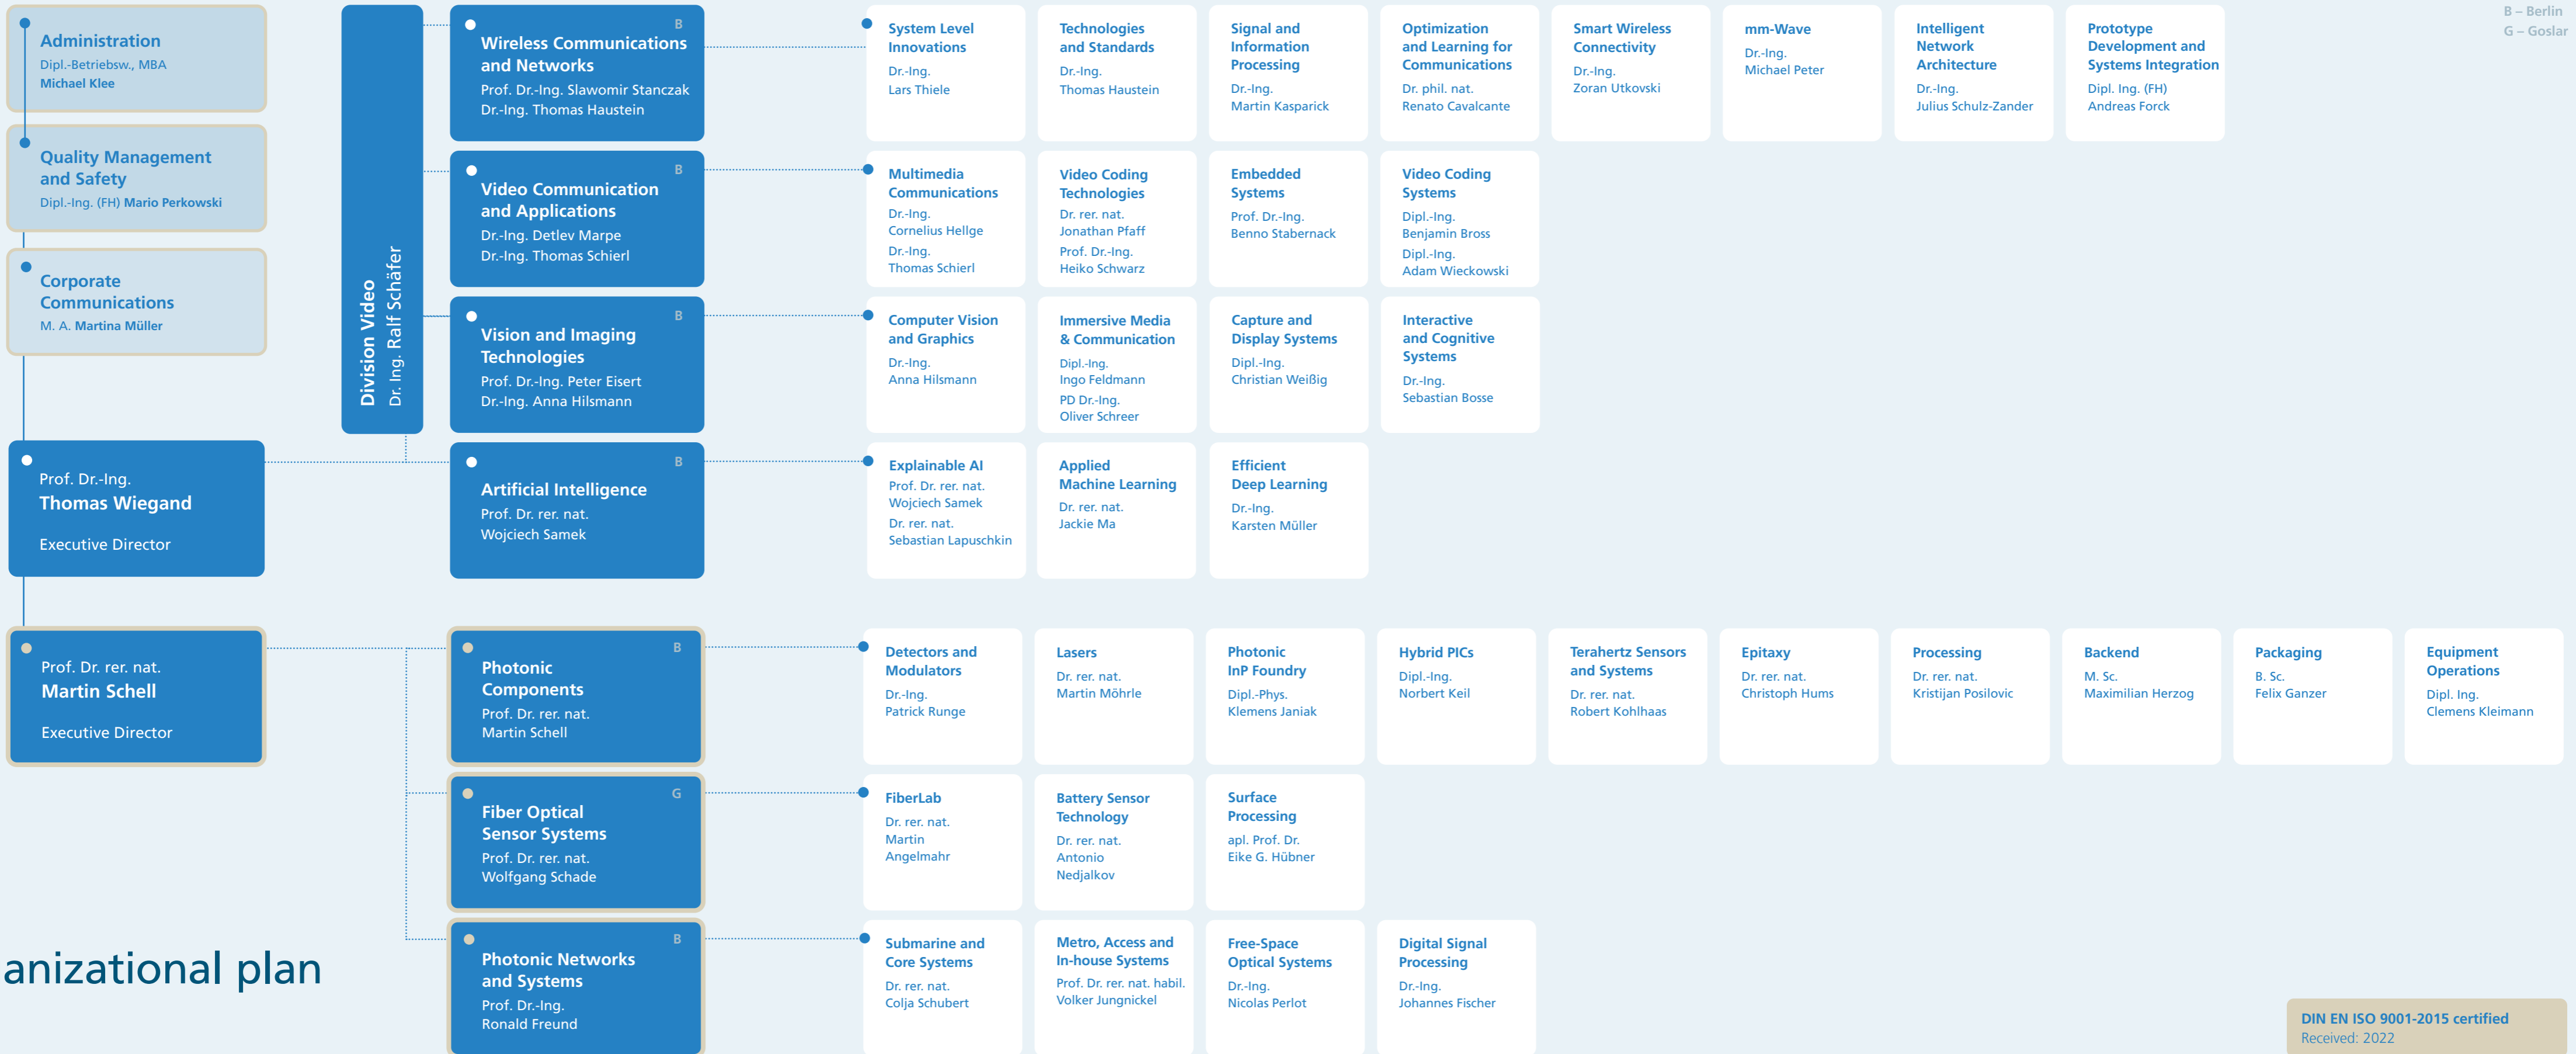 B – Berlin
G – Goslar
Administration
Dipl.-Betriebsw., MBA
Michael Klee
Quality Management
and Safety
Dipl.-Ing. (FH) Mario Perkowski
Corporate
Communications
M. A. Martina Müller
Prof. Dr.-Ing.
Thomas Wiegand
Executive Director
Prof. Dr. rer. nat.
Martin Schell
Executive Director
Division Video
Dr. Ing. Ralf Schäfer
B
Wireless Communications
and Networks
Prof. Dr.-Ing. Slawomir Stanczak
Dr.-Ing. Thomas Haustein
System Level
Innovations
Dr.-Ing.
Lars Thiele
Technologies
and Standards
Dr.-Ing.
Thomas Haustein
Signal and
Information
Processing
Dr.-Ing.
Martin Kasparick
Optimization
and Learning for
Communications
Dr. phil. nat.
Renato Cavalcante
Smart Wireless
Connectivity
Dr.-Ing.
Zoran Utkovski
mm-Wave
Dr.-Ing.
Michael Peter
Intelligent
Network
Architecture
Dr.-Ing.
Julius Schulz-Zander
Prototype
Development and
Systems Integration
Dipl. Ing. (FH)
Andreas Forck
B
Video Communication
and Applications
Dr.-Ing. Detlev Marpe
Dr.-Ing. Thomas Schierl
Multimedia
Communications
Dr.-Ing.
Cornelius Hellge
Dr.-Ing.
Thomas Schierl
Video Coding
Technologies
Dr. rer. nat.
Jonathan Pfaff
Prof. Dr.-Ing.
Heiko Schwarz
Embedded
Systems
Prof. Dr.-Ing.
Benno Stabernack
Video Coding
Systems
Dipl.-Ing.
Benjamin Bross
Dipl.-Ing.
Adam Wieckowski
B
Vision and Imaging
Technologies
Prof. Dr.-Ing. Peter Eisert
Dr.-Ing. Anna Hilsmann
Computer Vision
and Graphics
Dr.-Ing.
Anna Hilsmann
Immersive Media
& Communication
Dipl.-Ing.
Ingo Feldmann
PD Dr.-Ing.
Oliver Schreer
Capture and
Display Systems
Dipl.-Ing.
Christian Weißig
Interactive
and Cognitive
Systems
Dr.-Ing.
Sebastian Bosse
B
Artificial Intelligence
Prof. Dr. rer. nat.
Wojciech Samek
Explainable AI
Prof. Dr. rer. nat.
Wojciech Samek
Dr. rer. nat.
Sebastian Lapuschkin
Applied
Machine Learning
Dr. rer. nat.
Jackie Ma
Efficient
Deep Learning
Dr.-Ing.
Karsten Müller
B
Photonic
Components
Prof. Dr. rer. nat.
Martin Schell
Detectors and
Modulators
Dr.-Ing.
Patrick Runge
Lasers
Dr. rer. nat.
Martin Möhrle
Photonic
InP Foundry
Dipl.-Phys.
Klemens Janiak
Hybrid PICs
Dipl.-Ing.
Norbert Keil
Terahertz Sensors
and Systems
Dr. rer. nat.
Robert Kohlhaas
Epitaxy
Dr. rer. nat.
Christoph Hums
Processing
Dr. rer. nat.
Kristijan Posilovic
Backend
M. Sc.
Maximilian Herzog
Packaging
B. Sc.
Felix Ganzer
Equipment
Operations
Dipl. Ing.
Clemens Kleimann
G
Fiber Optical
Sensor Systems
Prof. Dr. rer. nat.
Wolfgang Schade
FiberLab
Dr. rer. nat.
Martin
Angelmahr
Battery Sensor
Technology
Dr. rer. nat.
Antonio
Nedjalkov
Surface
Processing
apl. Prof. Dr.
Eike G. Hübner
B
Photonic Networks
and Systems
Prof. Dr.-Ing.
Ronald Freund
Submarine and
Core Systems
Dr. rer. nat.
Colja Schubert
Metro, Access and
In-house Systems
Prof. Dr. rer. nat. habil.
Volker Jungnickel
Free-Space
Optical Systems
Dr.-Ing.
Nicolas Perlot
Digital Signal
Processing
Dr.-Ing.
Johannes Fischer
anizational plan
DIN EN ISO 9001-2015 certified
Received: 2022